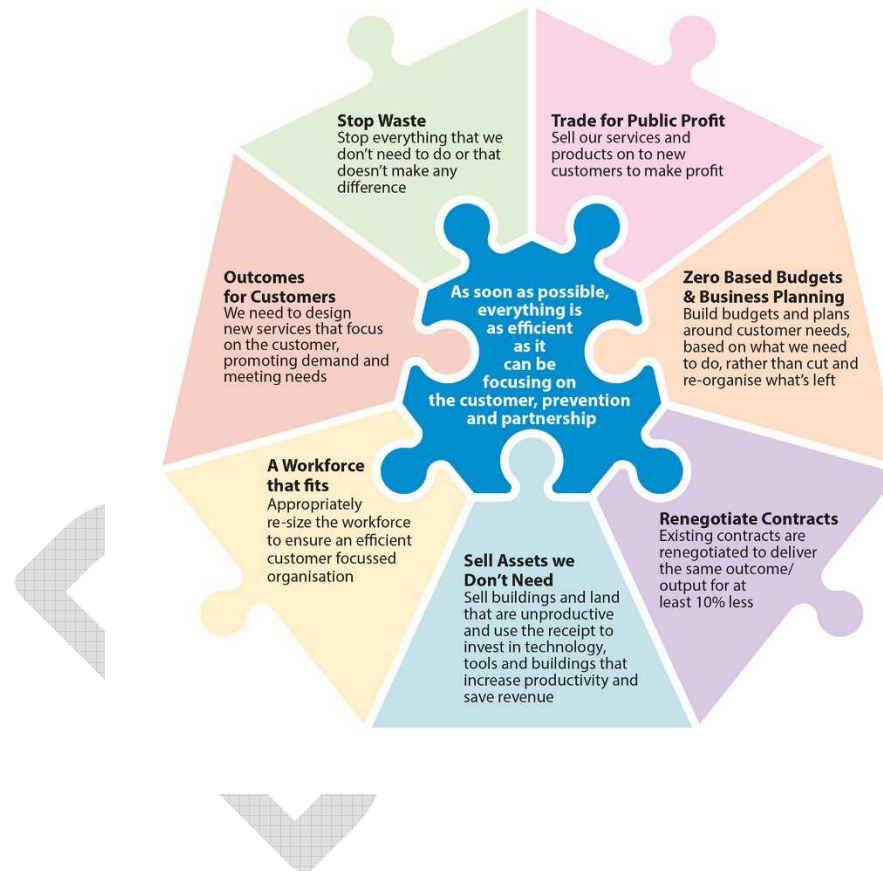 Stop Waste
Stop everything that we
don't need to do or that
doesn't make any
difference
Trade for Public Profit
Sell our services and
products on to new
customers to make profit
Outcomes
for Customers
We need to design
new services that focus
on the customer,
promoting demand and
meeting needs
As soon as possible,
everything is
as efficient
as it
can be
focusing on
the customer, prevention
and partnership
Zero Based Budgets
& Business Planning
Build budgets and plans
around customer needs,
based on what we need
to do, rather than cut and
re-organise what's left
A Workforce
that fits
Appropriately
re-size the workforce
to ensure an efficient
customer focussed
organisation
Sell Assets we
Don't Need
Sell buildings and land
that are unproductive
and use the receipt to
invest in technology,
tools and buildings that
increase productivity and
save revenue
Renegotiate Contracts
Existing contracts are
renegotiated to deliver
the same outcome/
output for at
least 10% less